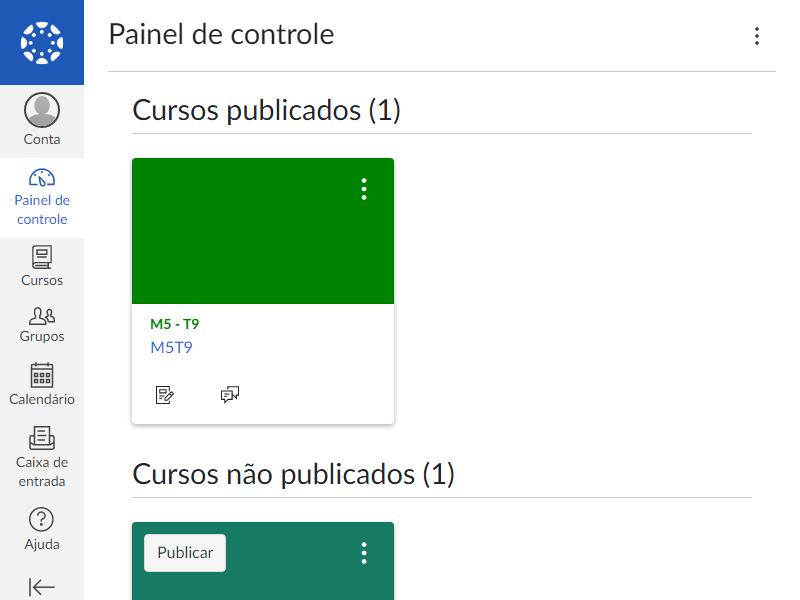 Painel de controle
Conta
Painel de
controle
Cursos
Grupos
Calendário
Caixa de
entrada
Ajuda
Cursos publicados (1)
M5 - T9
M5T9
Cursos não publicados (1)
Publicar